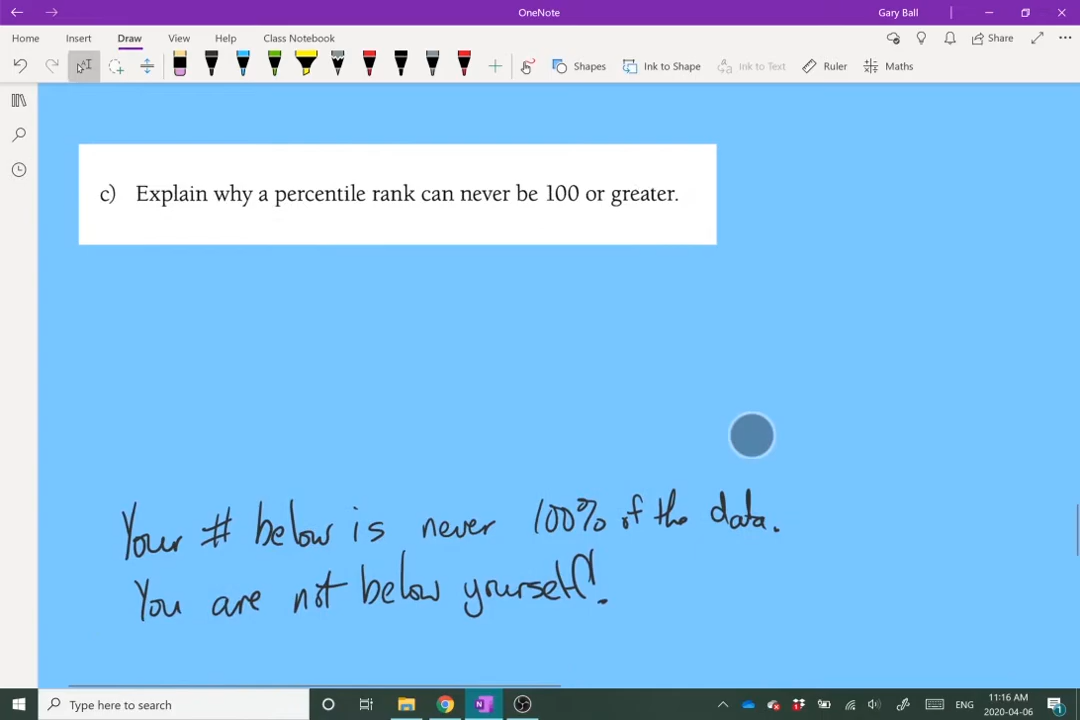 OneNote
Gary Ball
Home Insert Draw View Help Class Notebook
Share
Shapes Ink to Shape Ink to Text Ruler Maths
c) Explain why a percentile rank can never be 100 or greater.
Your # below is never 100% of the data.
You are not below yourself!
Type here to search
ENG
11:16 AM
2020-04-06
1